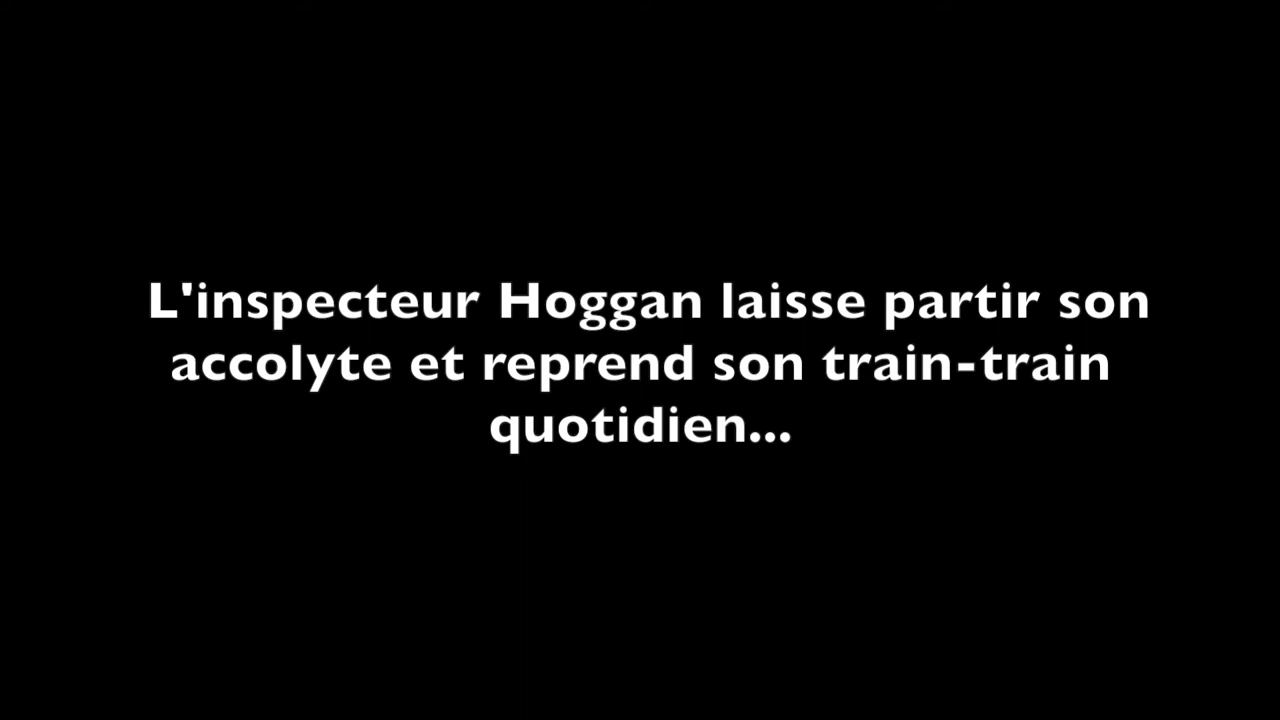 L'inspecteur Hoggan laisse partir son
accolyte et reprend son train-train
quotidien...